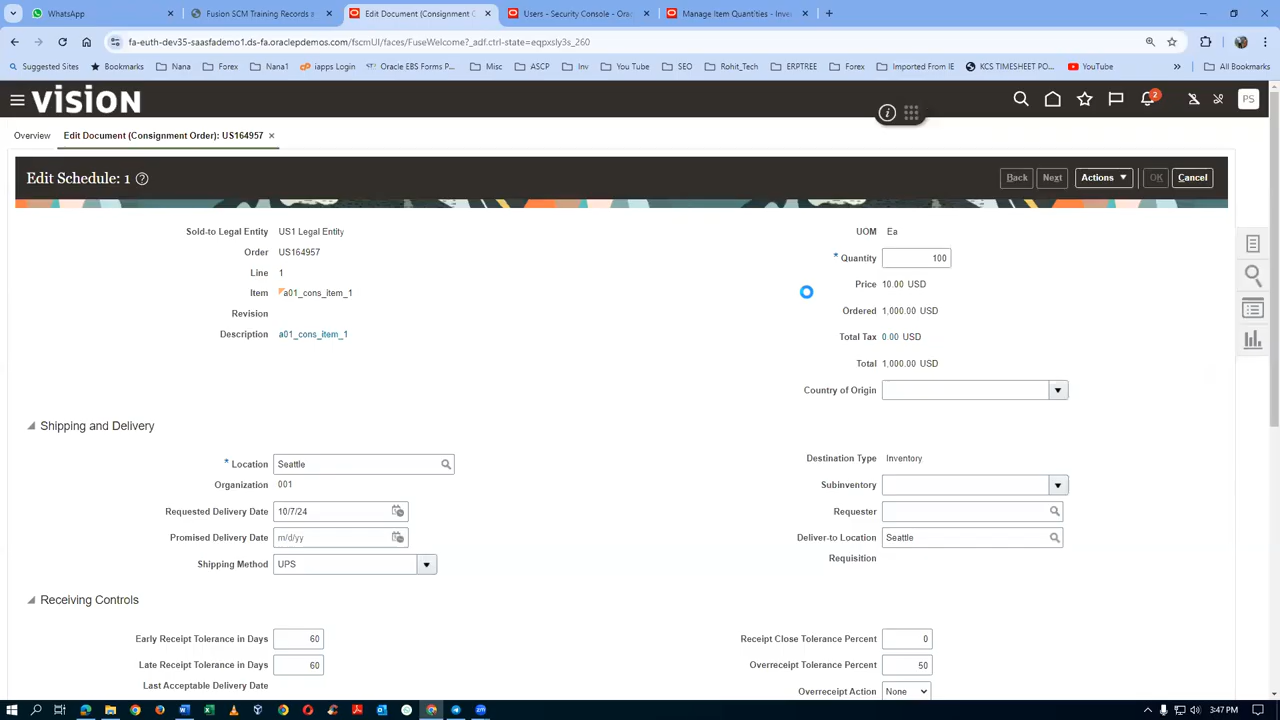 WhatsApp
Fusion SCM Training Records a
Edit Document (Consignment O
Users - Security Console - Orac
Manage Item Quantities - Inve
fa-euth-dev35-saasfademo1.ds-fa.oraclepdemos.com/fscmUI/faces/FuseWelcome?_adf.ctrl-state=eqpxsly3s_260
Suggested Sites Bookmarks Nana Forex Nana1 iapps Login Oracle EBS Forms P... Misc ASCP Inv You Tube SEO Rohit_Tech ERPTREE Forex Imported From IE KCS TIMESHEET PO... YouTube » All Bookmarks
VISION 2 PS
Overview Edit Document (Consignment Order): US164957 ×
Edit Schedule: 1 Back Next Actions OK Cancel
Sold-to Legal Entity US1 Legal Entity
Order US164957
Line 1
Item a01_cons_item_1
Revision
Description a01_cons_item_1
UOM Ea
* Quantity 100
Price 10.00 USD
Ordered 1,000.00 USD
Total Tax 0.00 USD
Total 1,000.00 USD
Country of Origin
Shipping and Delivery
* Location Seattle
Organization 001
Requested Delivery Date 10/7/24
Promised Delivery Date m/d/yy
Shipping Method UPS
Destination Type Inventory
Subinventory
Requester
Deliver-to Location Seattle
Requisition
Receiving Controls
Early Receipt Tolerance in Days 60
Late Receipt Tolerance in Days 60
Last Acceptable Delivery Date
Receipt Close Tolerance Percent 0
Overreceipt Tolerance Percent 50
Overreceipt Action None
3:47 PM